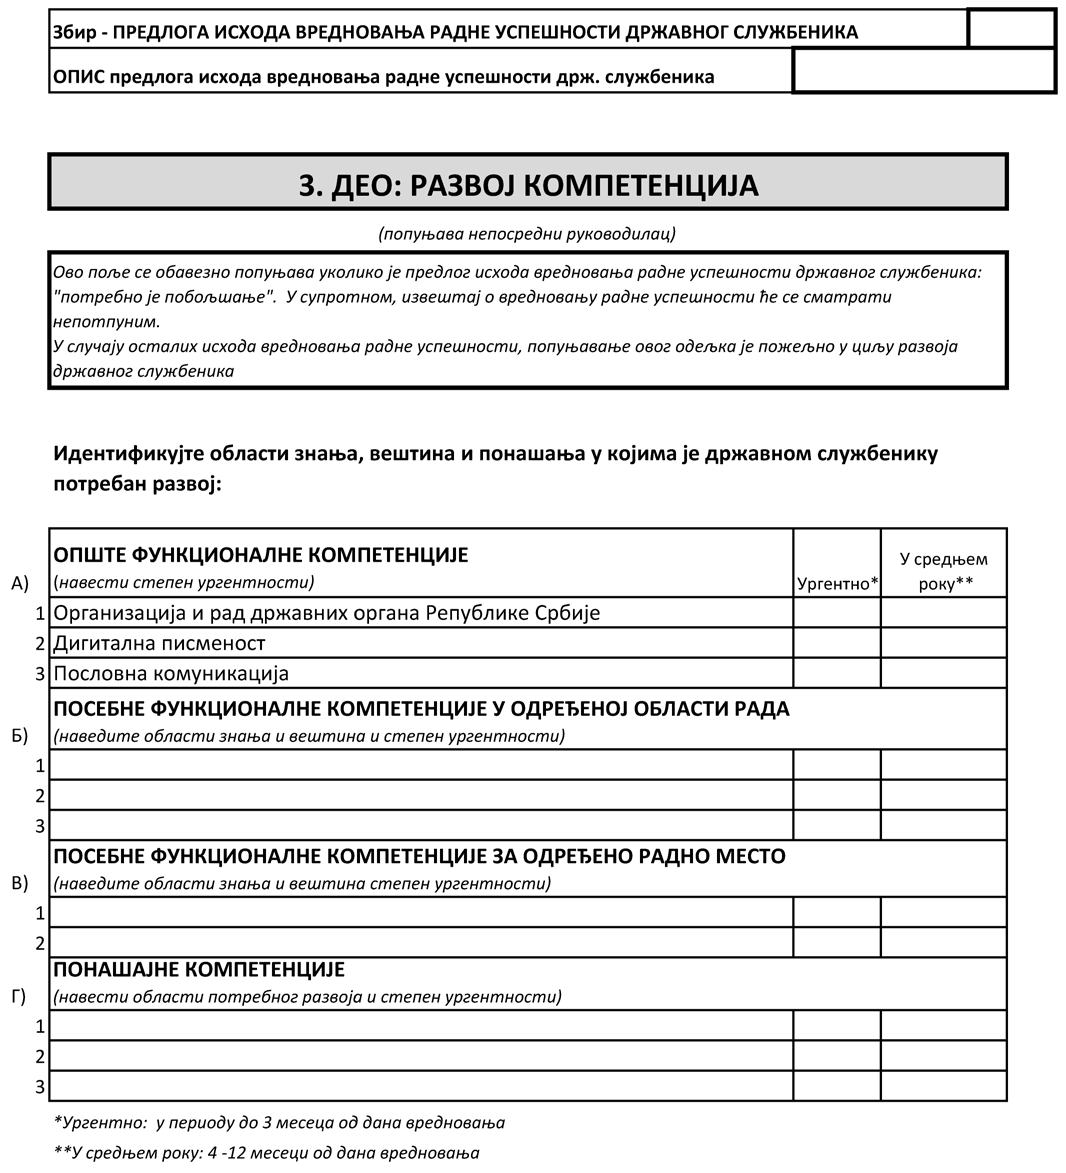 Збир - ПРЕДЛОГА ИСХОДА ВРЕДНОВАЊА РАДНЕ УСПЕШНОСТИ ДРЖАВНОГ СЛУЖБЕНИКА
ОПИС предлога исхода вредновања радне успешности држ. службеника
3. ДЕО: РАЗВОЈ КОМПЕТЕНЦИЈА
(попуњава непосредни руководилац)
Ово поље се обавезно попуњава уколико је предлог исхода вредновања радне успешности државног службеника:
"потребно је побољшање".  У супротном, извештај о вредновању радне успешности ће се сматрати
непотпуним.
У случају осталих исхода вредновања радне успешности, попуњавање овог одељка је пожељно у циљу развоја
државног службеника
Идентификујте области знања, вештина и понашања у којима је државном службенику
потребан развој:
ОПШТЕ ФУНКЦИОНАЛНЕ КОМПЕТЕНЦИЈЕ
У средњем
А) (навести степен ургентности) Ургентно* року**
1 Организација и рад државних органа Републике Србије
2 Дигитална писменост
3 Пословна комуникација
ПОСЕБНЕ ФУНКЦИОНАЛНЕ КОМПЕТЕНЦИЈЕ У ОДРЕЂЕНОЈ ОБЛАСТИ РАДА
Б) (наведите области знања и вештина и степен ургентности)
1
2
3
ПОСЕБНЕ ФУНКЦИОНАЛНЕ КОМПЕТЕНЦИЈЕ ЗА ОДРЕЂЕНО РАДНО МЕСТО
В) (наведите области знања и вештина степен ургентности)
1
2
ПОНАШАЈНЕ КОМПЕТЕНЦИЈЕ
Г) (навести области потребног развоја и степен ургентности)
1
2
3
*Ургентно:  у периоду до 3 месеца од дана вредновања
**У средњем року: 4 -12 месеци од дана вредновања